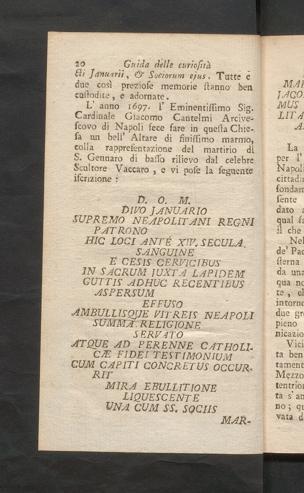 20 Guida delle curiosità
cti Januarii, & Sociorum ejus. Tutte e
due così preziose memorie stanno ben
custodite, e adornate.
L' anno 1697. l' Eminentissimo Sig.
Cardinale Giacomo Cantelmi Arcive-
scovo di Napoli fece fare in questa Chie-
sa un bell' Altare di finissimo marmo,
colla rappresentazione del martirio di
S. Gennaro di basso rilievo dal celebre
Scultore Vaccaro, e vi pose la seguente
iscrizione :
D. O. M.
DIVO JANUARIO
SUPREMO NEAPOLITANI REGNI
PATRONO
HIC LOCI ANTE XIV. SECULA
SANGUINE
E CESIS CERVICIBUS
IN SACRUM JUXTA LAPIDEM
GUTTIS ADHUC RECENTIBUS
ASPERSUM
EFFUSO
AMBULLISQUE VITREIS NEAPOLI
SUMMA RELIGIONE
SERVATO
ATQUE AD PERENNE CATHOLI-
CÆ FIDEI TESTIMONIUM
CUM CAPITI CONCRETUS OCCUR-
RIT
MIRA EBULLITIONE
LIQUESCENTE
UNA CUM SS. SOCIIS
MAR-